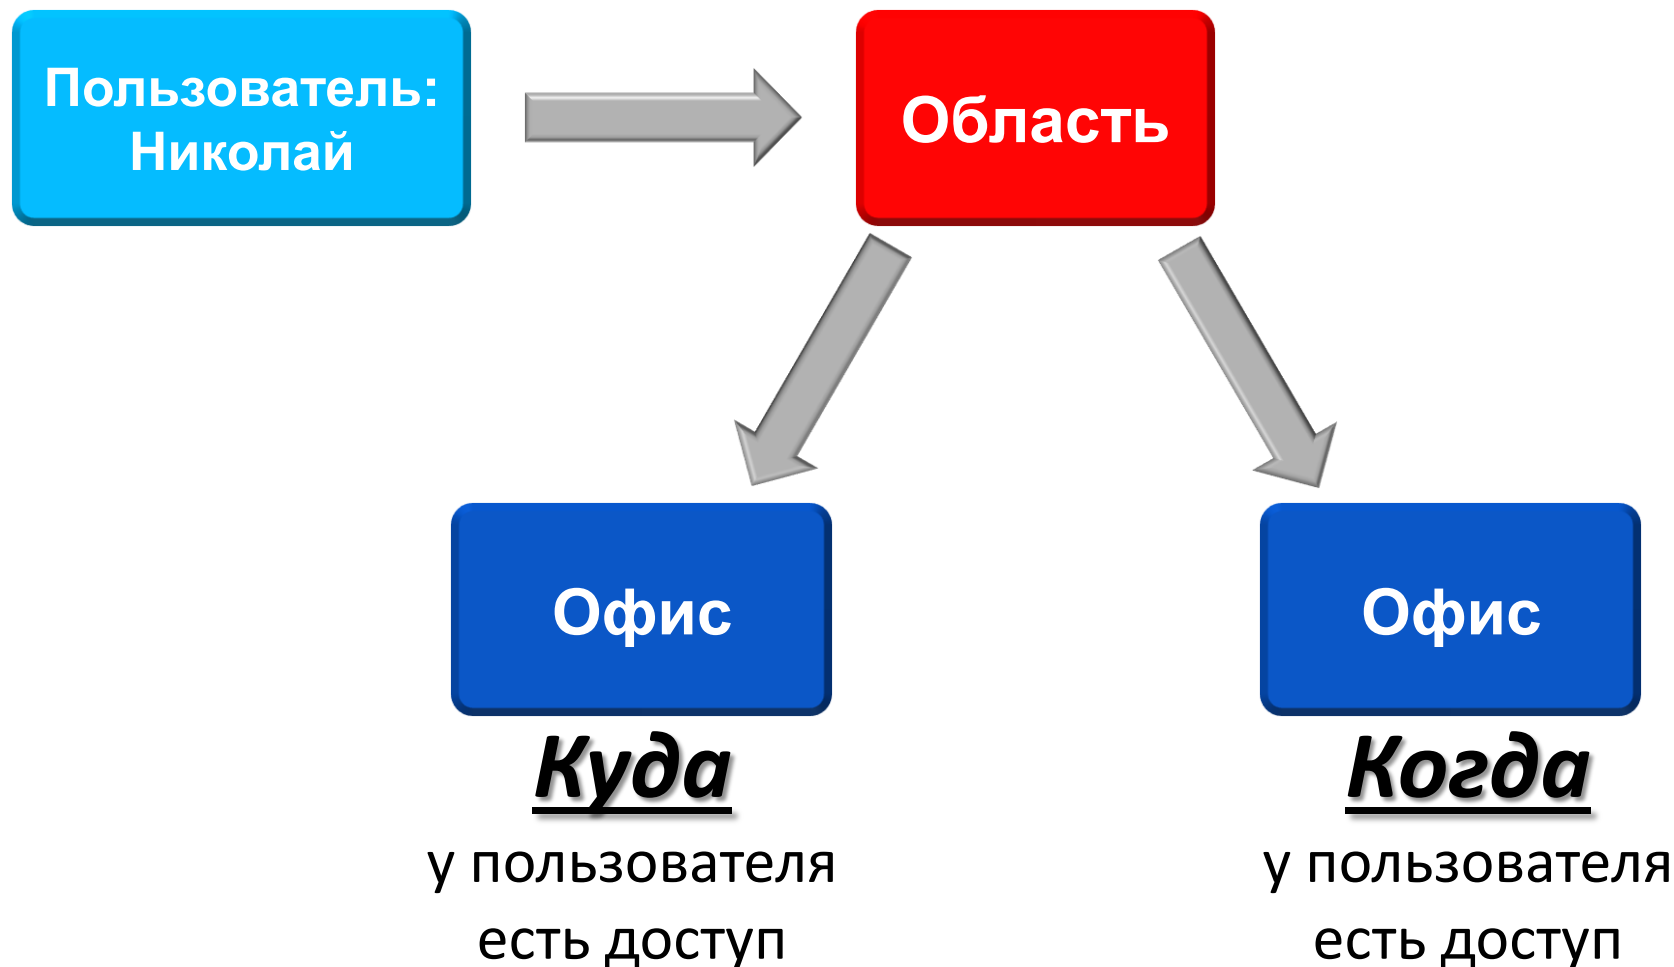 Пользователь:
Николай
Область
Офис
Офис
Куда
у пользователя
есть доступ
Когда
у пользователя
есть доступ